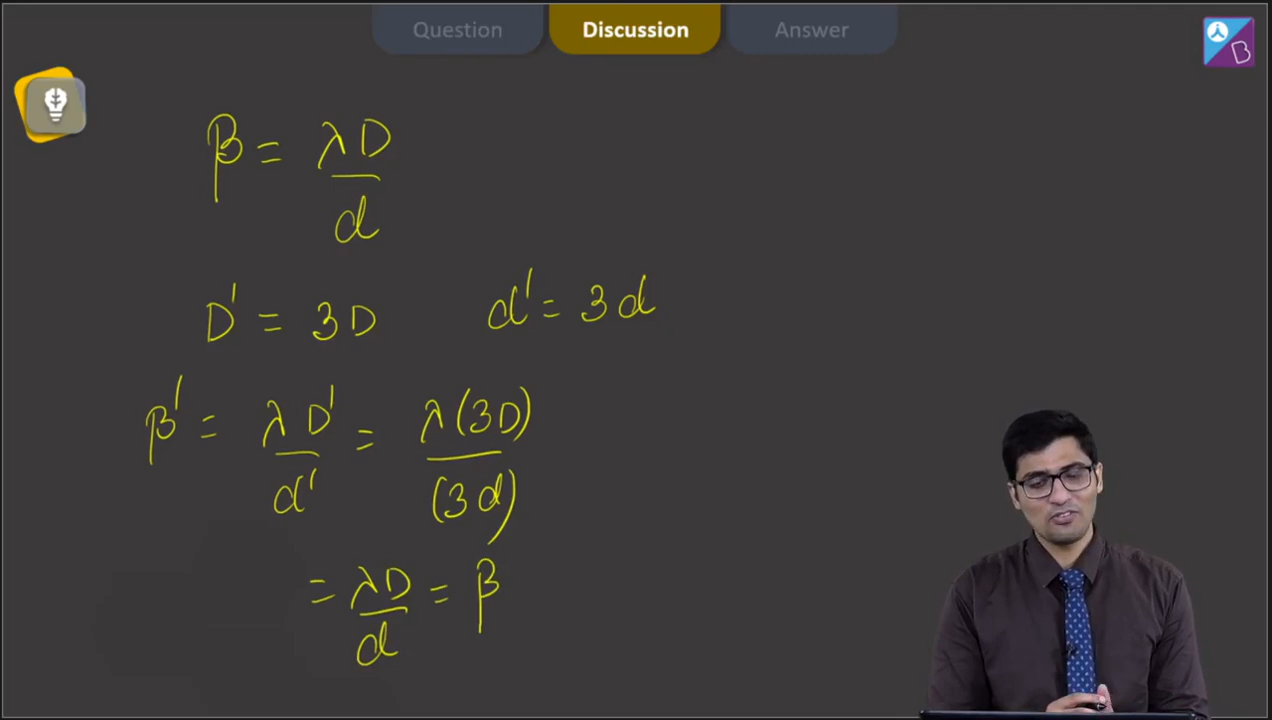 Question Discussion Answer
β = λD/d
D' = 3D d' = 3d
β' = λD'/d' = λ(3D)/(3d)
= λD/d = β